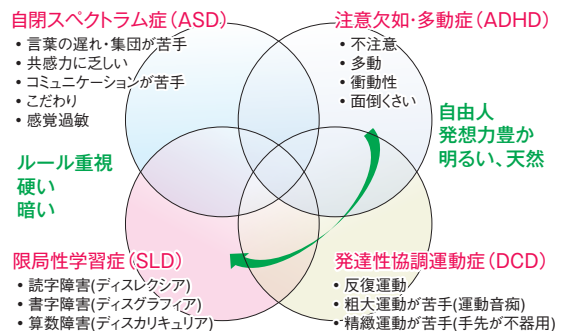 自閉スペクトラム症(ASD)
• 言葉の遅れ・集団が苦手
• 共感力に乏しい
• コミュニケーションが苦手
• こだわり
• 感覚過敏
注意欠如・多動症(ADHD)
• 不注意
• 多動
• 衝動性
• 面倒くさい
自由人
発想力豊か
明るい、天然
ルール重視
硬い
暗い
限局性学習症(SLD)
• 読字障害(ディスレクシア)
• 書字障害(ディスグラフィア)
• 算数障害(ディスカリキュリア)
発達性協調運動症(DCD)
• 反復運動
• 粗大運動が苦手(運動音痴)
• 精緻運動が苦手(手先が不器用)